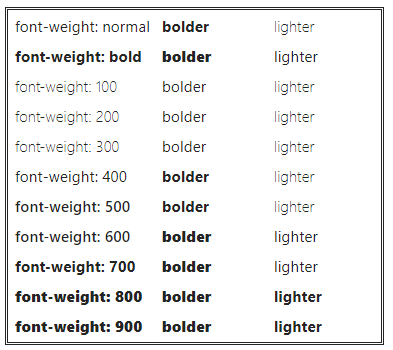 font-weight: normal bolder lighter
font-weight: bold bolder lighter
font-weight: 100 bolder lighter
font-weight: 200 bolder lighter
font-weight: 300 bolder lighter
font-weight: 400 bolder lighter
font-weight: 500 bolder lighter
font-weight: 600 bolder lighter
font-weight: 700 bolder lighter
font-weight: 800 bolder lighter
font-weight: 900 bolder lighter